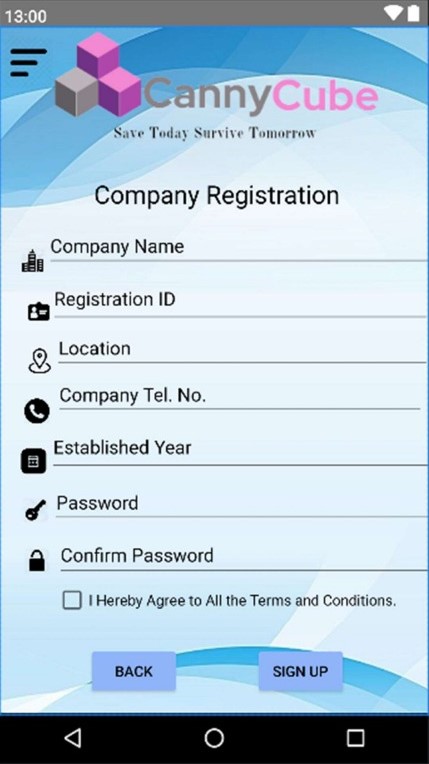 13:00
CannyCube
Save Today Survive Tomorrow
Company Registration
Company Name
Registration ID
Location
Company Tel. No.
Established Year
Password
Confirm Password
I Hereby Agree to All the Terms and Conditions.
BACK SIGN UP